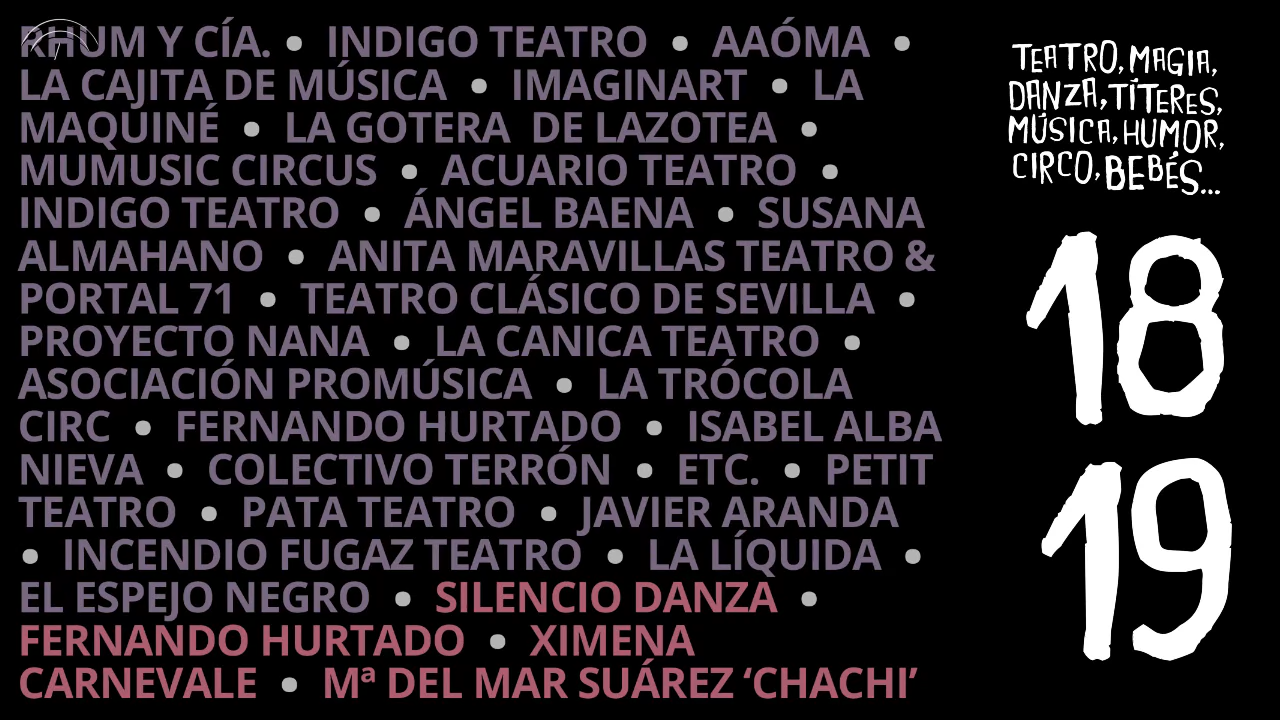 RHUM Y CÍA. • INDIGO TEATRO • AAÓMA •
LA CAJITA DE MÚSICA • IMAGINART • LA
MAQUINÉ • LA GOTERA DE LAZOTEA •
MUMUSIC CIRCUS • ACUARIO TEATRO •
INDIGO TEATRO • ÁNGEL BAENA • SUSANA
ALMAHANO • ANITA MARAVILLAS TEATRO &
PORTAL 71 • TEATRO CLÁSICO DE SEVILLA •
PROYECTO NANA • LA CANICA TEATRO •
ASOCIACIÓN PROMÚSICA • LA TRÓCOLA
CIRC • FERNANDO HURTADO • ISABEL ALBA
NIEVA • COLECTIVO TERRÓN • ETC. • PETIT
TEATRO • PATA TEATRO • JAVIER ARANDA
• INCENDIO FUGAZ TEATRO • LA LÍQUIDA •
EL ESPEJO NEGRO • SILENCIO DANZA •
FERNANDO HURTADO • XIMENA
CARNEVALE • Mª DEL MAR SUÁREZ ‘CHACHI’
TEATRO, MAGIA,
DANZA, TÍTERES,
MÚSICA, HUMOR,
CIRCO, BEBÉS...
18
19